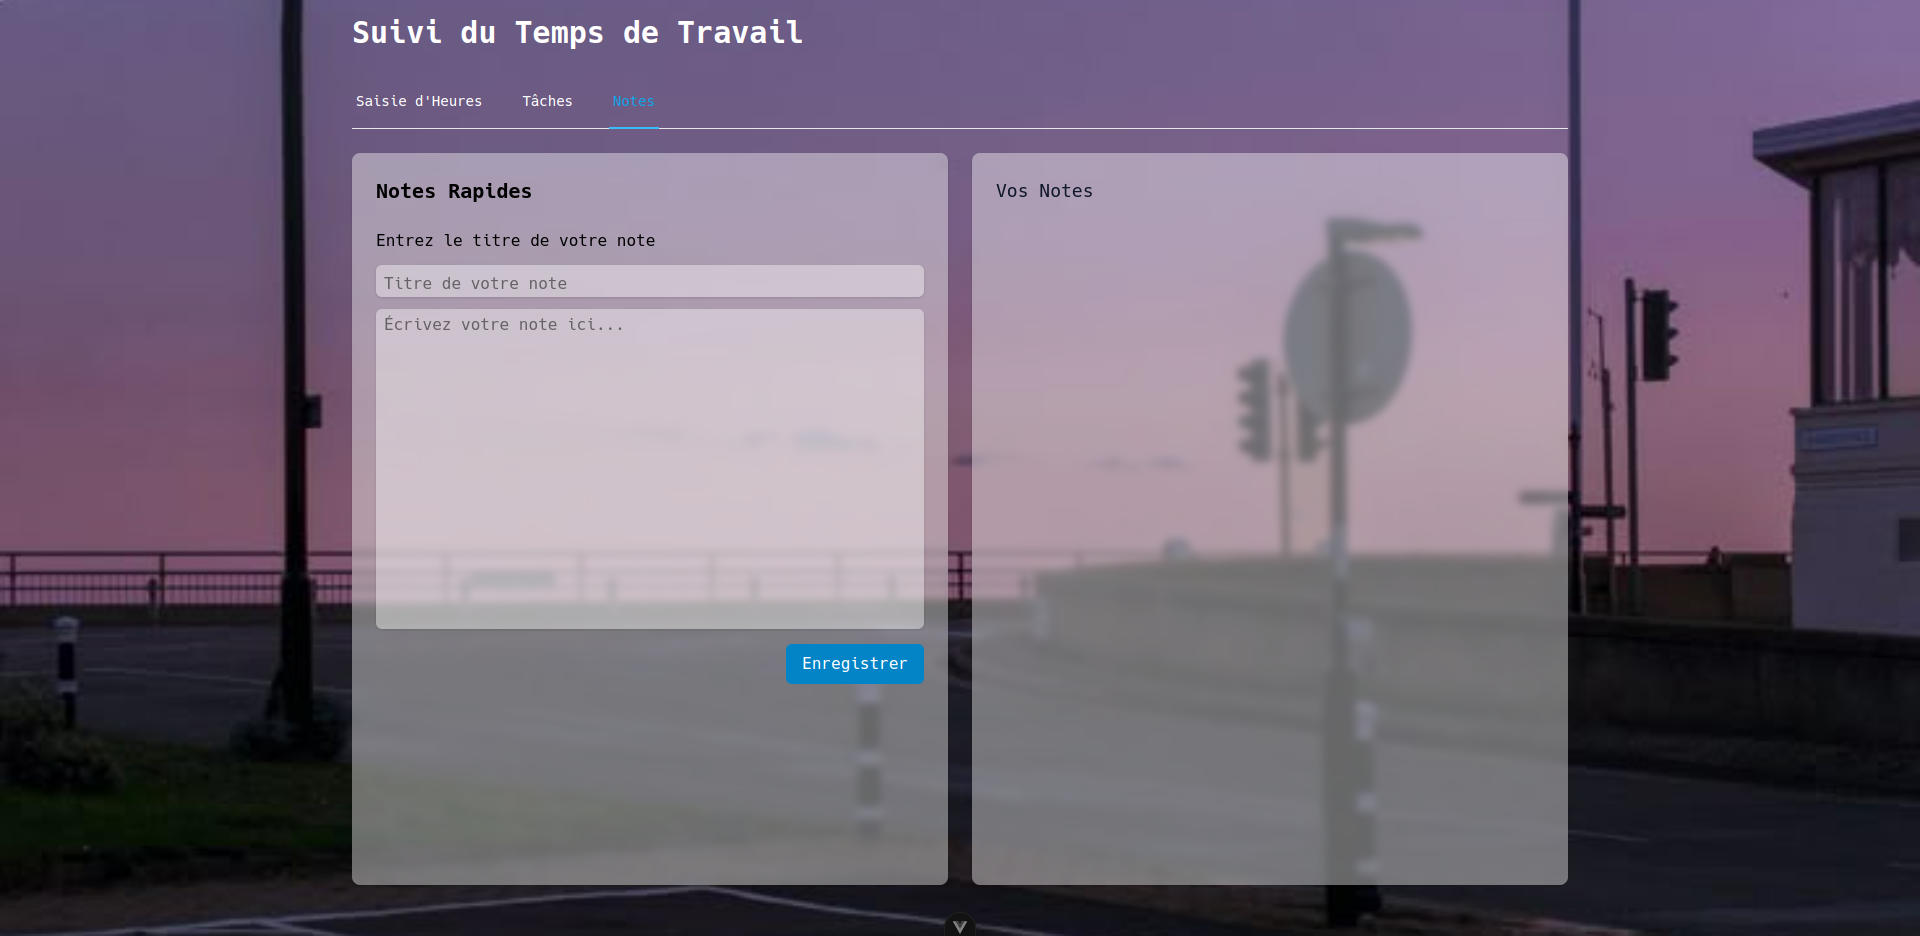 Suivi du Temps de Travail
Saisie d'Heures
Tâches
Notes
Notes Rapides
Entrez le titre de votre note
Titre de votre note
Écrivez votre note ici...
Enregistrer
Vos Notes